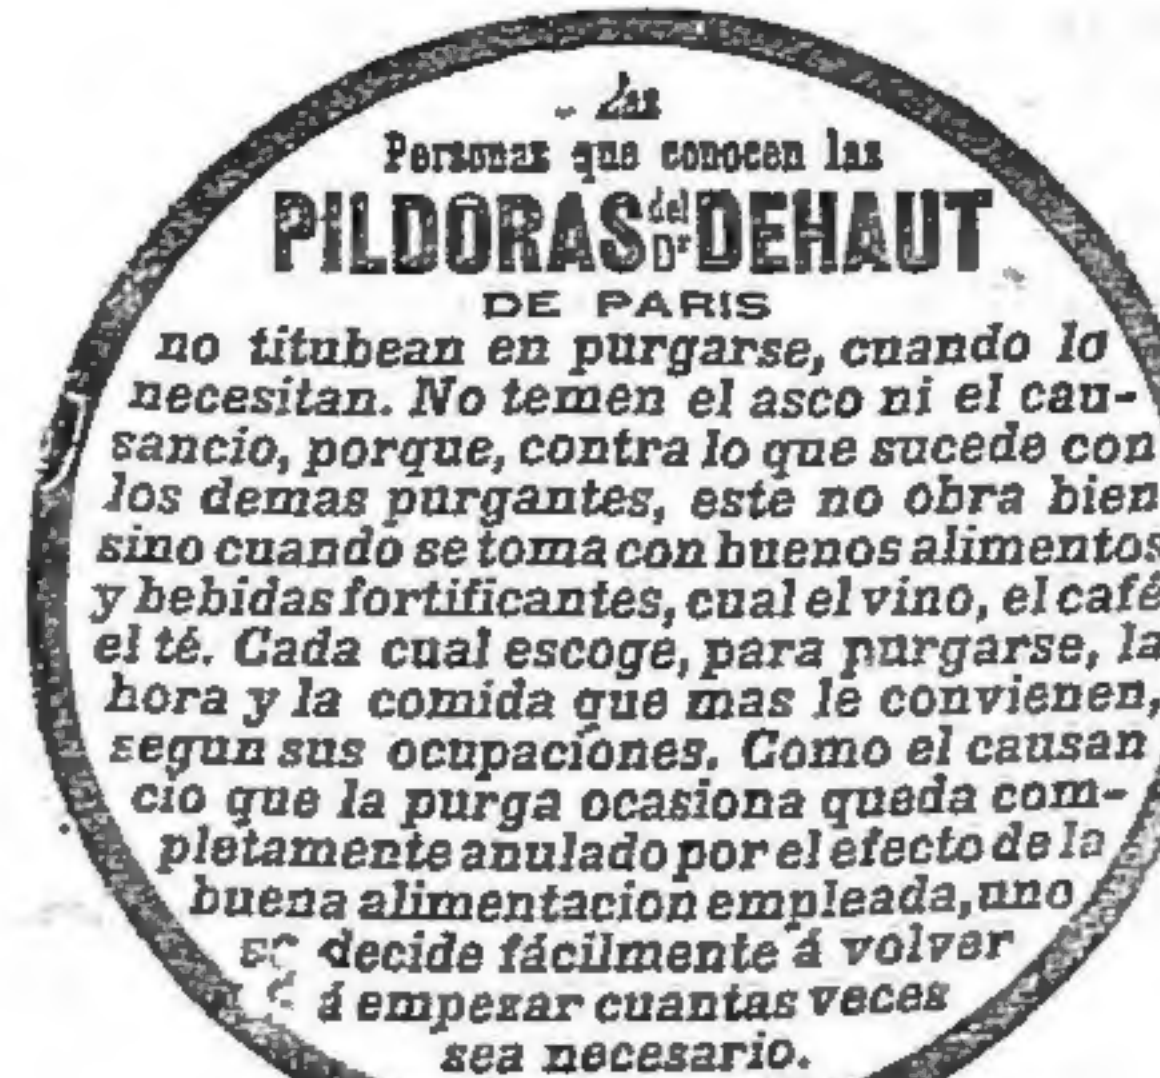 Las
Personas que conocen las
PILDORAS del Dr DEHAUT
DE PARIS
no titubean en purgarse, cuando lo
necesitan. No temen el asco ni el cau-
sancio, porque, contra lo que sucede con
los demas purgantes, este no obra bien
sino cuando se toma con buenos alimentos
y bebidas fortificantes, cual el vino, el café
el té. Cada cual escoge, para purgarse, la
hora y la comida que mas le convienen,
segun sus ocupaciones. Como el causan
cio que la purga ocasiona queda com-
pletamente anulado por el efecto de la
buena alimentacion empleada, uno
se decide fácilmente á volver
á empezar cuantas veces
sea necesario.